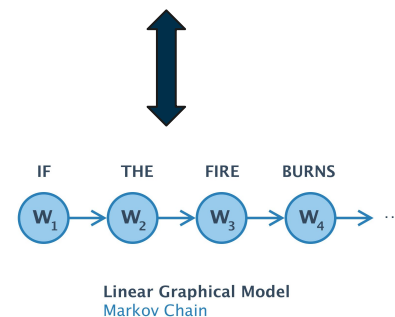 IF THE FIRE BURNS
W1 W2 W3 W4 ..
Linear Graphical Model
Markov Chain